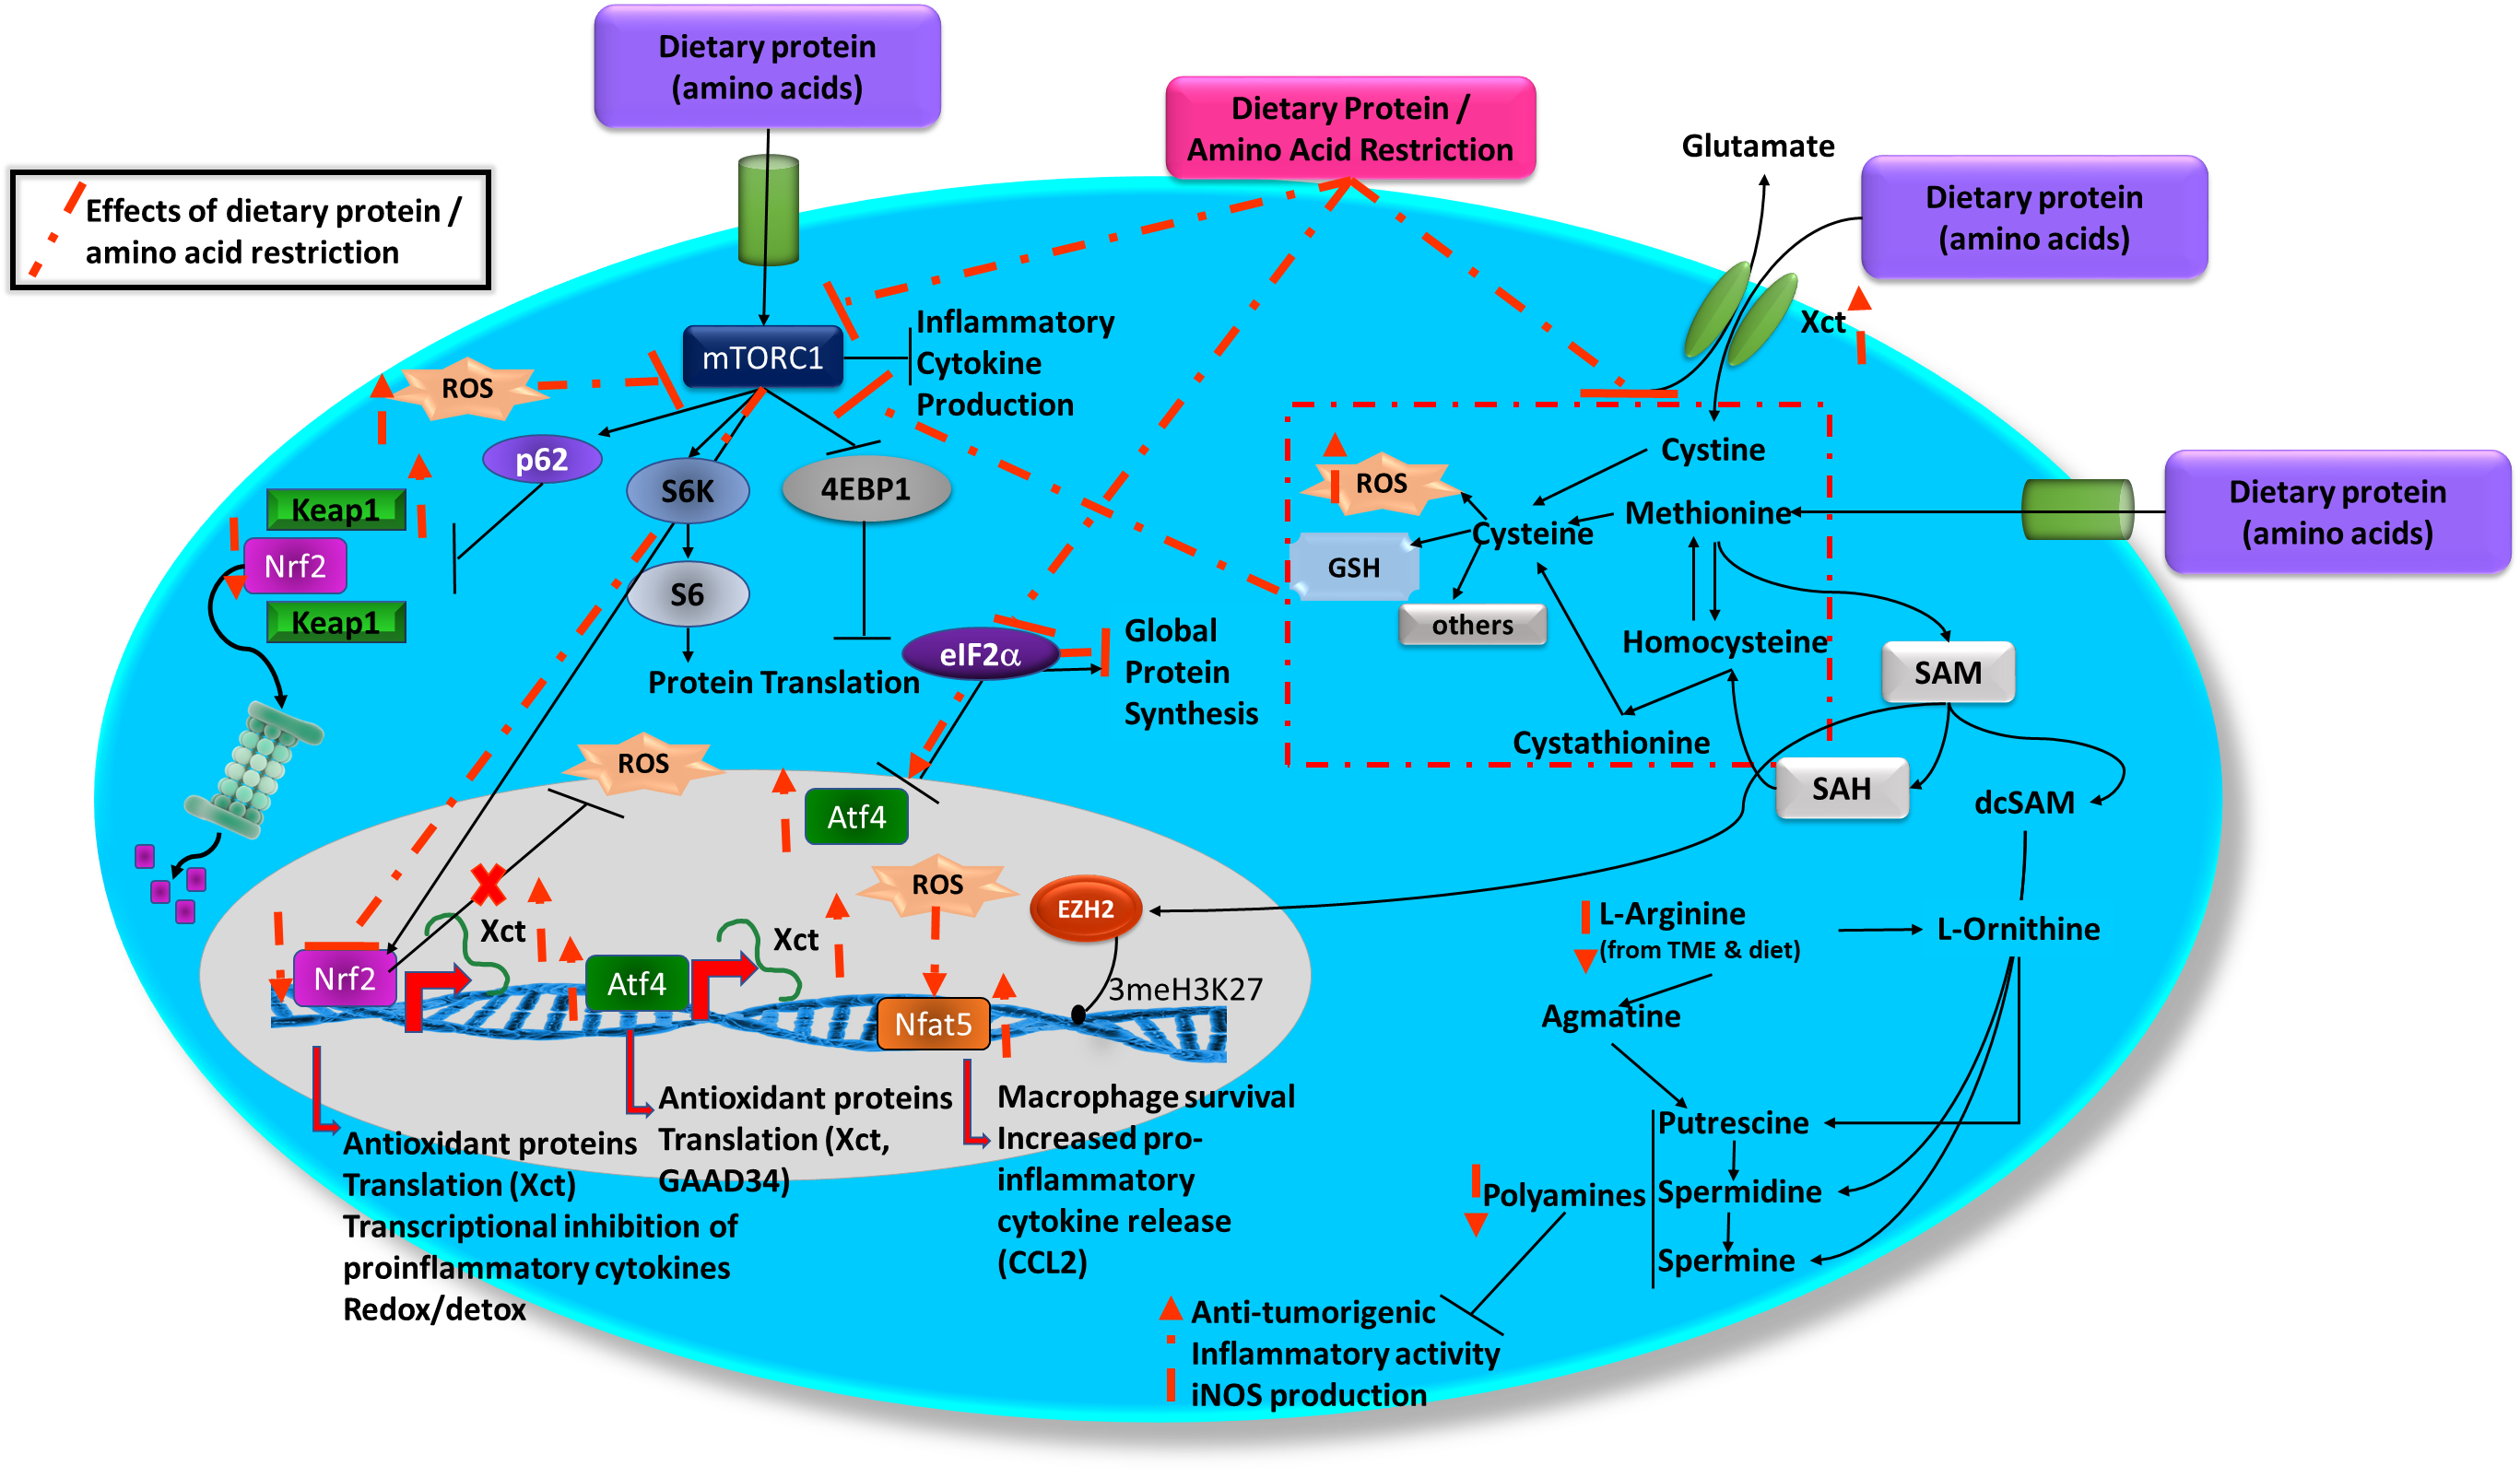 Dietary protein
(amino acids)
Dietary Protein /
Amino Acid Restriction
Glutamate
Dietary protein
(amino acids)
Effects of dietary protein /
amino acid restriction
Xct
Inflammatory
Cytokine
Production
mTORC1
ROS
p62
S6K
4EBP1
Keap1
Nrf2
Keap1
S6
Protein Translation
eIF2α
Global
Protein
Synthesis
Cystine
ROS
Methionine
Cysteine
GSH
others
Homocysteine
Cystathionine
Dietary protein
(amino acids)
SAM
SAH
dcSAM
ROS
Atf4
ROS
EZH2
Xct
Xct
Nrf2
Atf4
Nfat5
3meH3K27
L-Arginine
(from TME & diet)
L-Ornithine
Agmatine
Putrescine
Spermidine
Spermine
Polyamines
Antioxidant proteins
Translation (Xct)
Transcriptional inhibition of
proinflammatory cytokines
Redox/detox
Antioxidant proteins
Translation (Xct,
GAAD34)
Macrophage survival
Increased pro-
inflammatory
cytokine release
(CCL2)
Anti-tumorigenic
Inflammatory activity
iNOS production